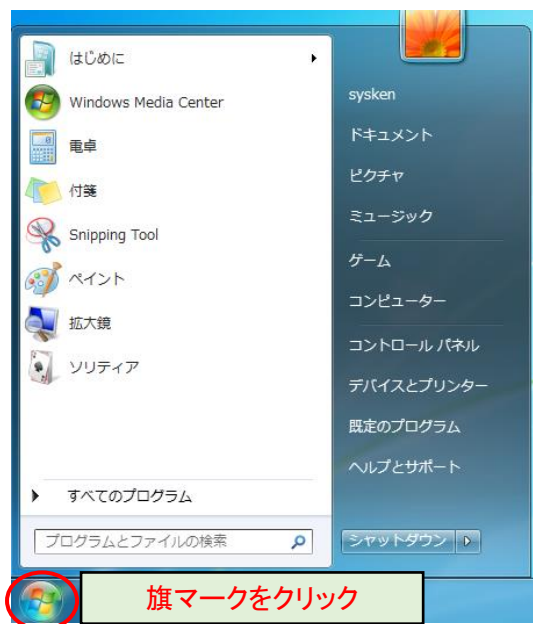 はじめに
Windows Media Center
電卓
付箋
Snipping Tool
ペイント
拡大鏡
ソリティア
すべてのプログラム
プログラムとファイルの検索
sysken
ドキュメント
ピクチャ
ミュージック
ゲーム
コンピューター
コントロール パネル
デバイスとプリンター
既定のプログラム
ヘルプとサポート
シャットダウン
旗マークをクリック